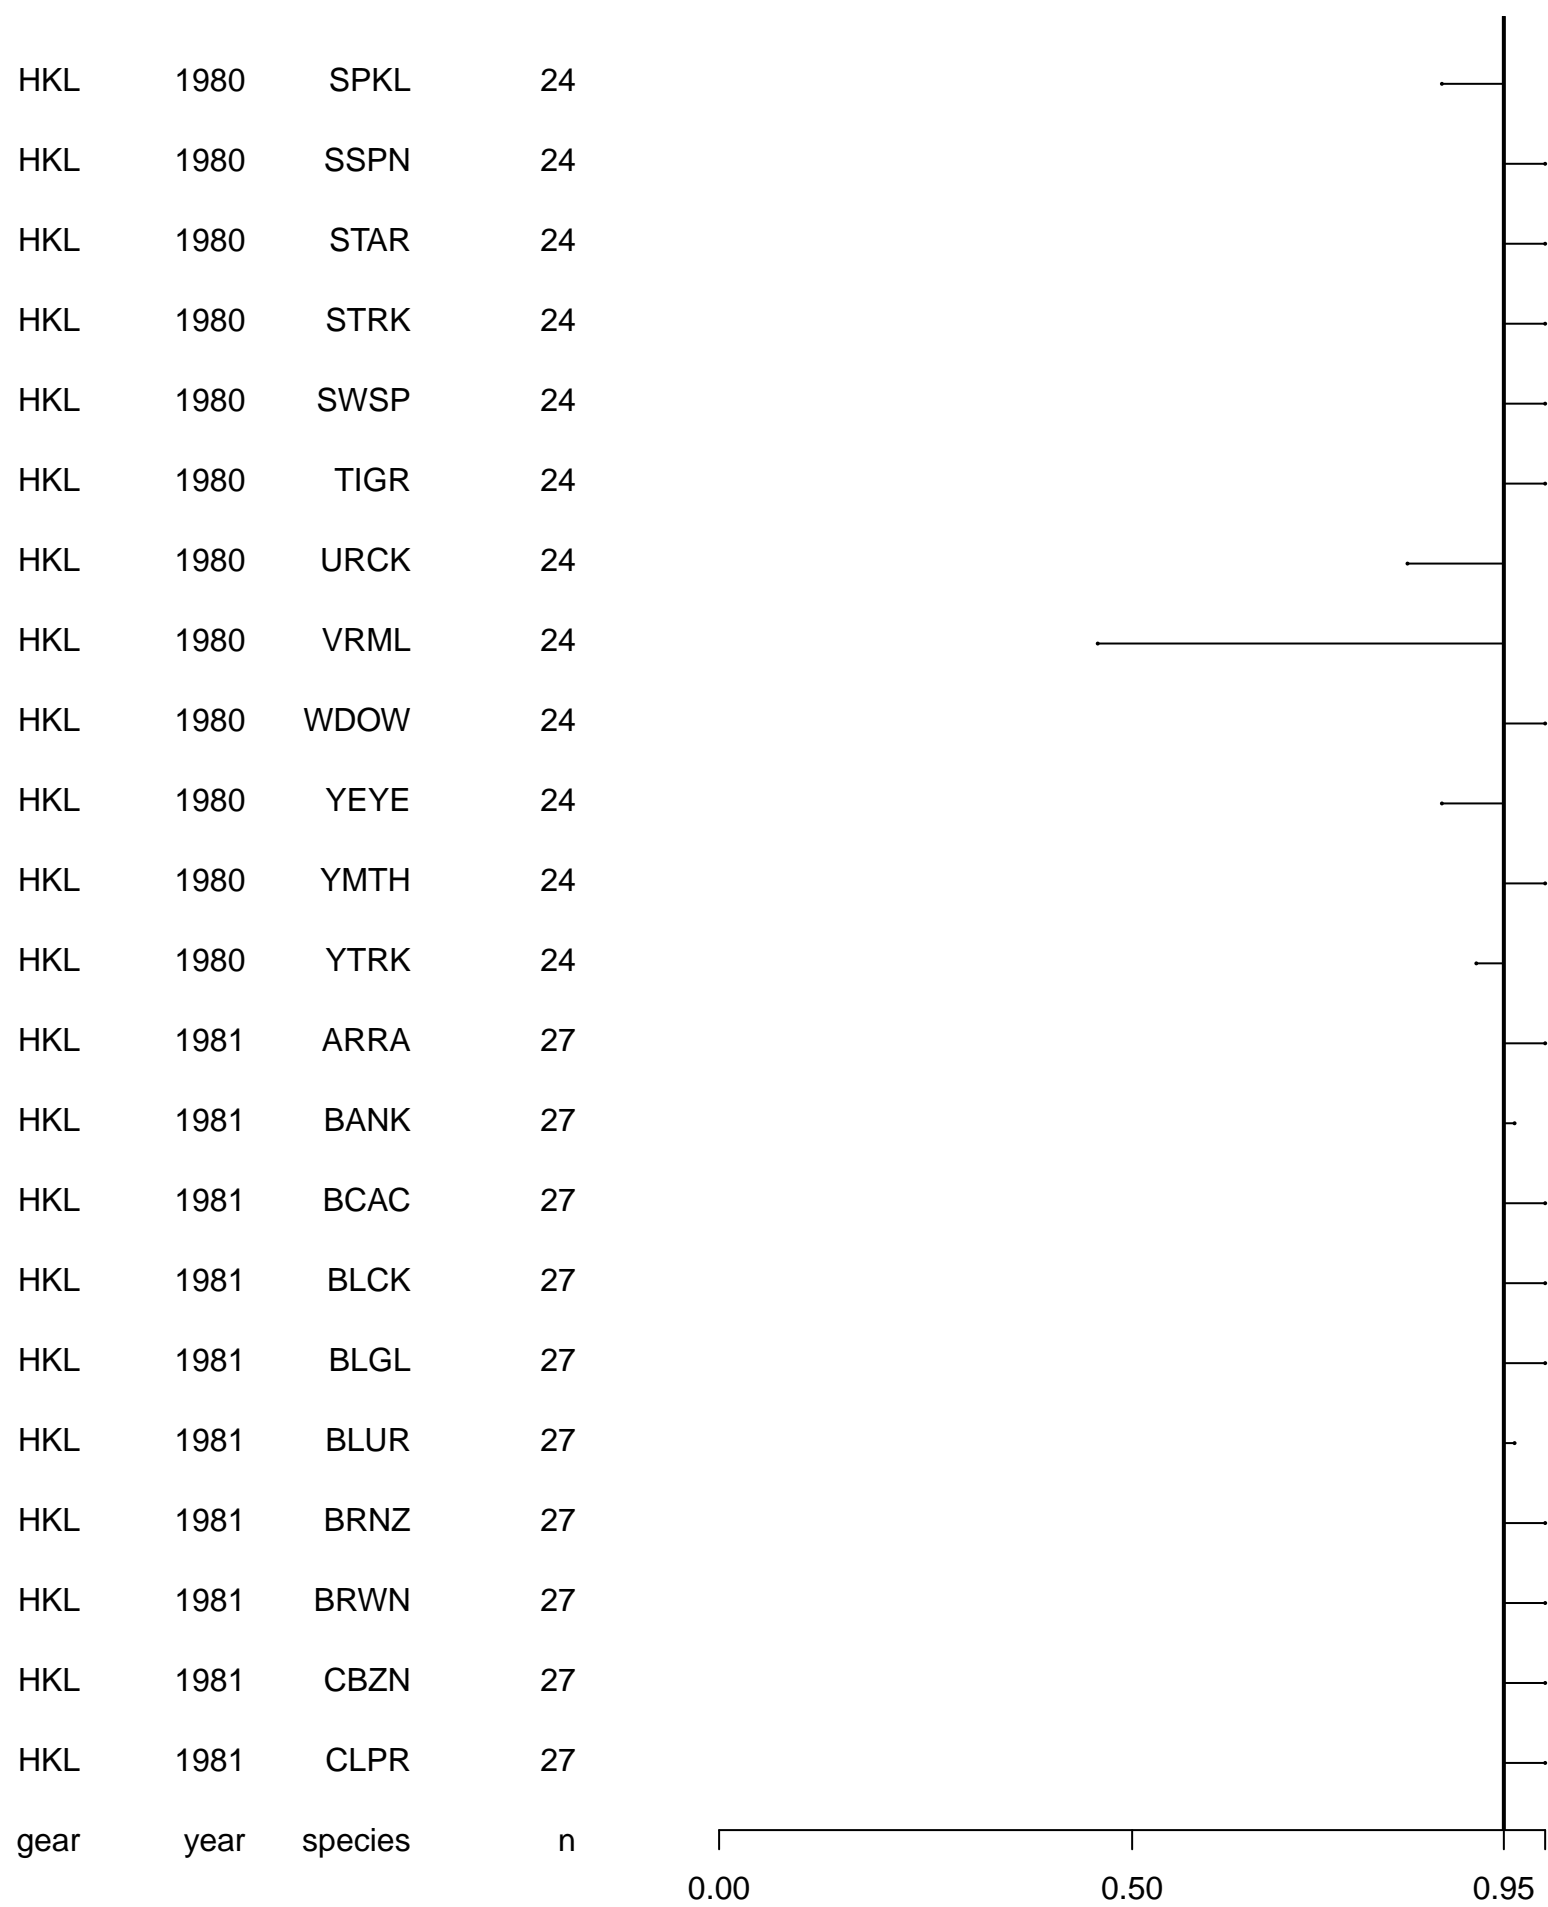 HKL 1980 SPKL 24
HKL 1980 SSPN 24
HKL 1980 STAR 24
HKL 1980 STRK 24
HKL 1980 SWSP 24
HKL 1980 TIGR 24
HKL 1980 URCK 24
HKL 1980 VRML 24
HKL 1980 WDOW 24
HKL 1980 YEYE 24
HKL 1980 YMTH 24
HKL 1980 YTRK 24
HKL 1981 ARRA 27
HKL 1981 BANK 27
HKL 1981 BCAC 27
HKL 1981 BLCK 27
HKL 1981 BLGL 27
HKL 1981 BLUR 27
HKL 1981 BRNZ 27
HKL 1981 BRWN 27
HKL 1981 CBZN 27
HKL 1981 CLPR 27
gear year species n
0.00 0.50 0.95